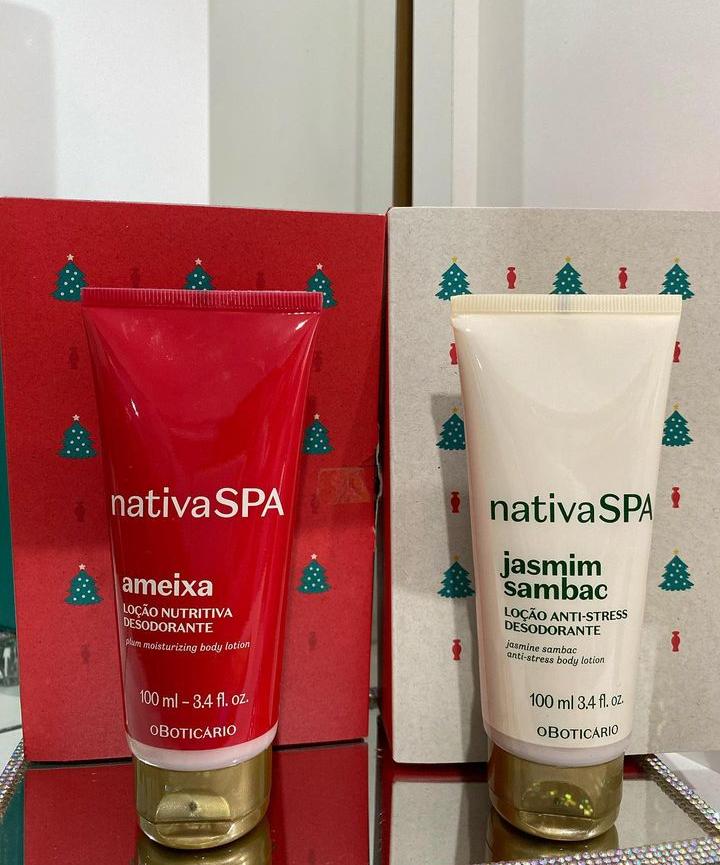 nativaSPA
ameixa
LOÇÃO NUTRITIVA
DESODORANTE
plum moisturizing body lotion
100 ml – 3.4 fl. oz.
oBOTICÁRIO
nativaSPA
jasmim
sambac
LOÇÃO ANTI-STRESS
DESODORANTE
jasmine sambac
anti-stress body lotion
100 ml 3.4 fl. oz.
oBOTICÁRIO